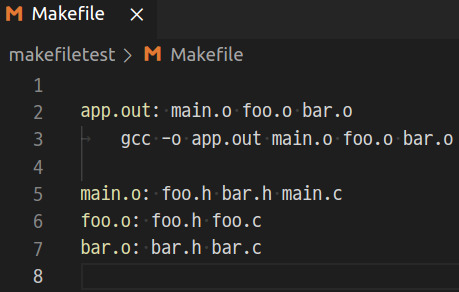 Makefile ×
makefiletest > Makefile
1
2 app.out: main.o foo.o bar.o
3 gcc -o app.out main.o foo.o bar.o
4
5 main.o: foo.h bar.h main.c
6 foo.o: foo.h foo.c
7 bar.o: bar.h bar.c
8